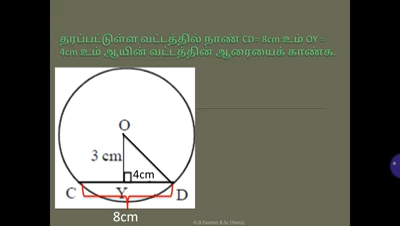 தரப்பட்டுள்ள வட்டத்தில் நாண் CD= 8cm உம் OY =
4cm உம் ஆயின் வட்டத்தின் ஆரையைக் காண்க.
O
3 cm
4cm
C
Y
D
8cm